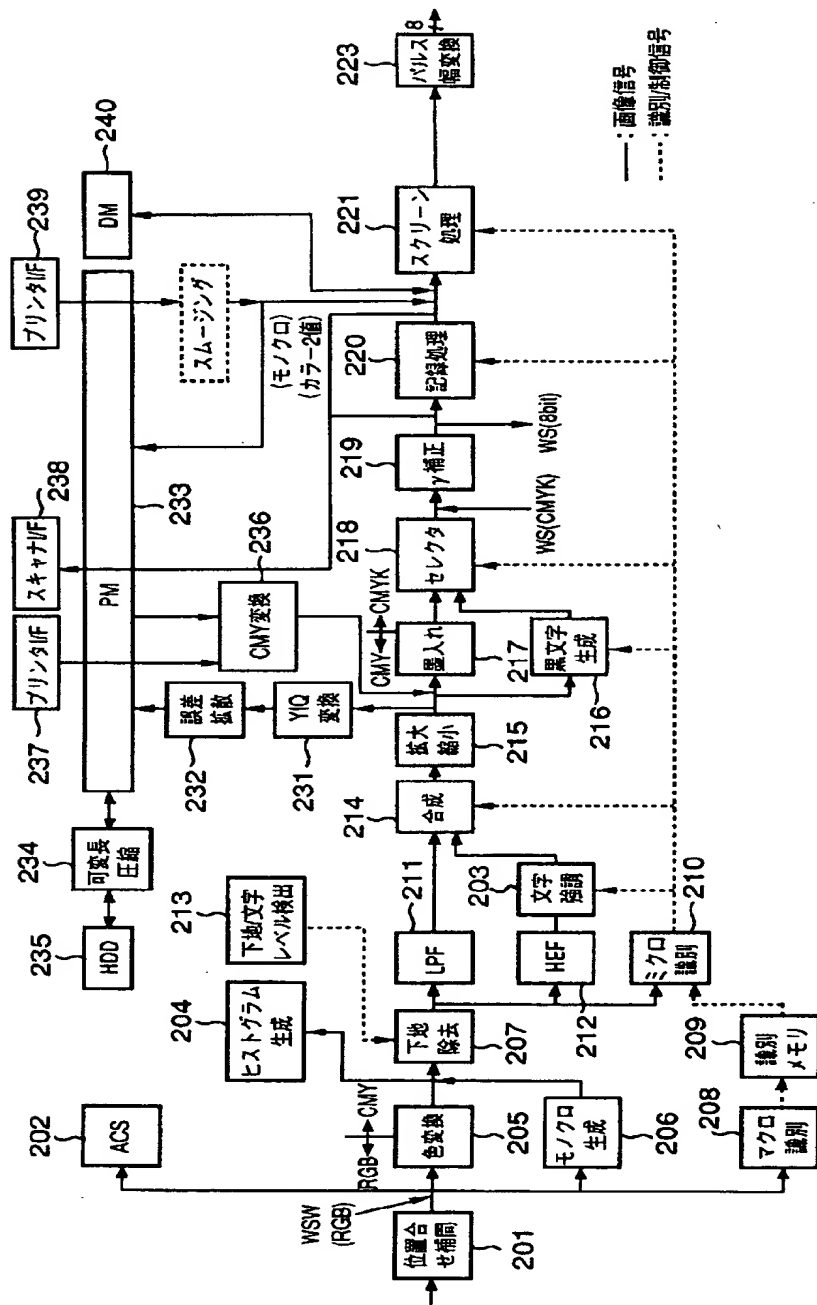 237
プリンタI/F
238
スキャナI/F
239
プリンタI/F
240
DM
235
HDD
234
可変長
圧縮
PM
233
スムージング
(モノクロ)
(カラー2値)
232
誤差
拡散
231
YIQ
変換
236
CMY変換
202
ACS
204
ヒストグラム
生成
213
下地/文字
レベル検出
WSW
(RGB)
RGB
CMY
201
位置合
せ補間
205
色変換
207
下地
除去
211
LPF
214
合成
215
拡大
縮小
CMY
CMYK
217
墨入れ
218
セレクタ
219
γ補正
220
記録処理
221
スクリーン
処理
223
パルス
幅変換
8
206
モノクロ
生成
212
HEF
203
文字
強調
216
黒文字
生成
WS(CMYK)
WS(8bit)
208
マクロ
識別
209
識別
メモリ
210
ミクロ
識別
:画像信号
:識別/制御信号